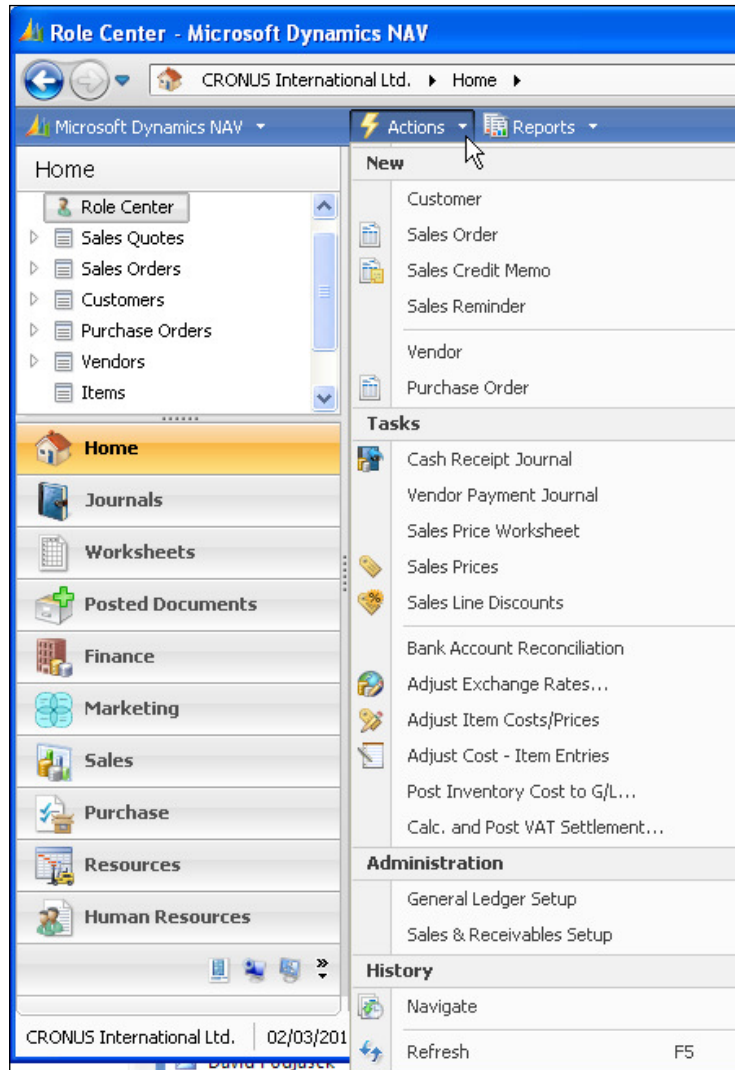 Role Center - Microsoft Dynamics NAV
CRONUS International Ltd. Home
Microsoft Dynamics NAV
Actions Reports
Home
Role Center
Sales Quotes
Sales Orders
Customers
Purchase Orders
Vendors
Items
Home
Journals
Worksheets
Posted Documents
Finance
Marketing
Sales
Purchase
Resources
Human Resources
CRONUS International Ltd. 02/03/201
New
Customer
Sales Order
Sales Credit Memo
Sales Reminder
Vendor
Purchase Order
Tasks
Cash Receipt Journal
Vendor Payment Journal
Sales Price Worksheet
Sales Prices
Sales Line Discounts
Bank Account Reconciliation
Adjust Exchange Rates...
Adjust Item Costs/Prices
Adjust Cost - Item Entries
Post Inventory Cost to G/L...
Calc. and Post VAT Settlement...
Administration
General Ledger Setup
Sales & Receivables Setup
History
Navigate
Refresh F5